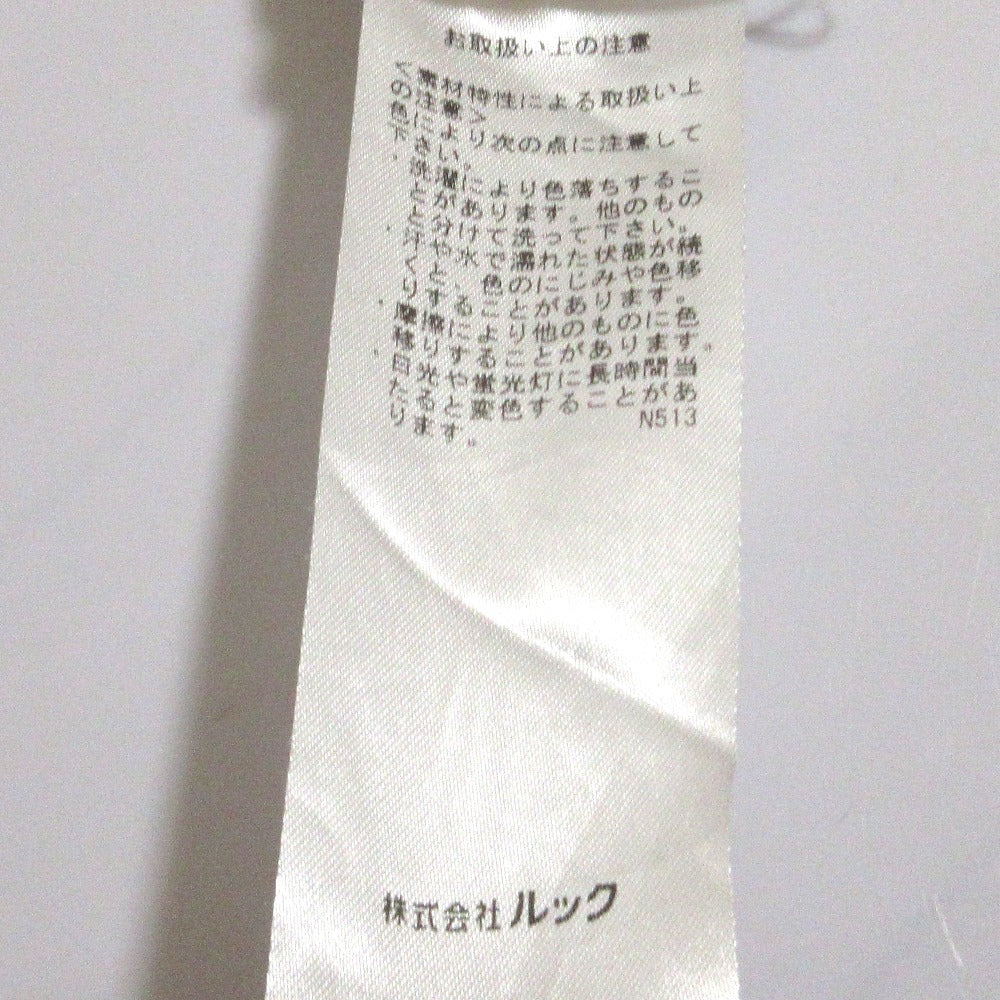 お取扱い上の注意
＜素材特性による取扱い上
の注意＞
色により次の点に注意して
下さい。
・洗濯により色落ちするこ
とがあります。他のもの
と分けて洗って下さい。
・汗や水で濡れた状態が続
くと色のにじみや色移
りすることがあります。
・摩擦により他のものに色
移りすることがあります。
・日光や蛍光灯に長時間当
たると変色することがあ
ります。 N513
株式会社 ルック